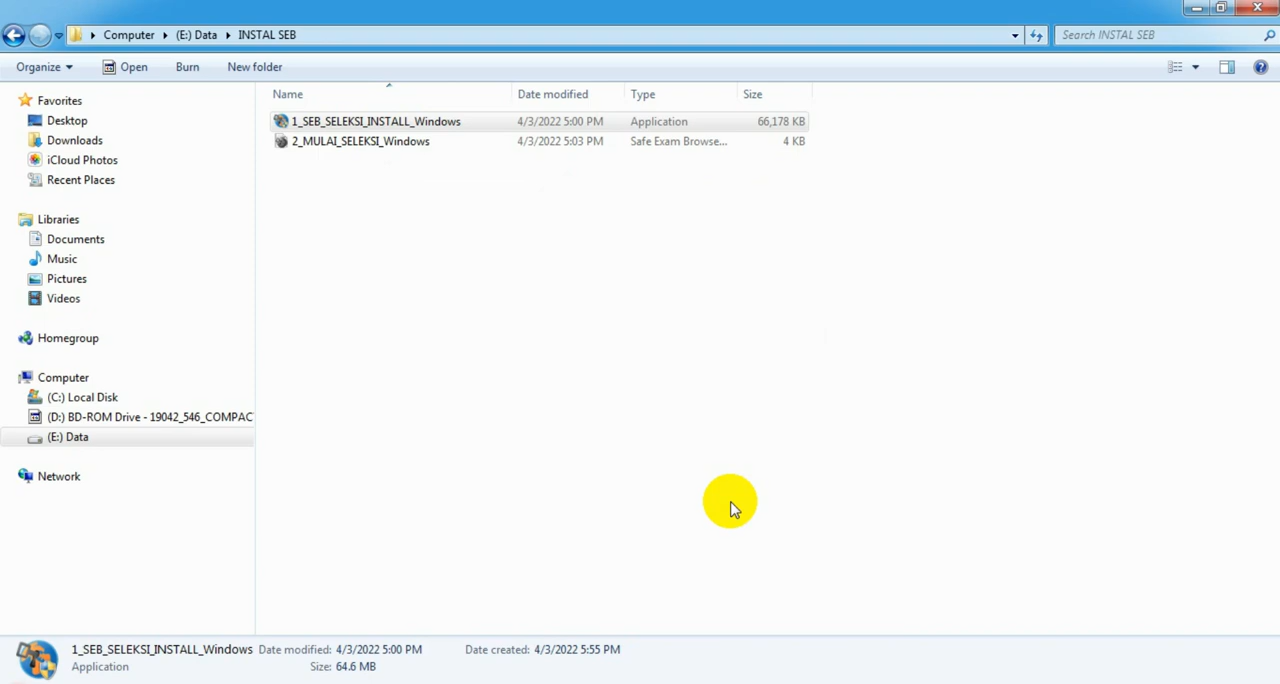 Computer (E:) Data INSTAL SEB Search INSTAL SEB
Organize Open Burn New folder
Favorites
Desktop
Downloads
iCloud Photos
Recent Places
Libraries
Documents
Music
Pictures
Videos
Homegroup
Computer
(C:) Local Disk
(D:) BD-ROM Drive - 19042_546_COMPAC
(E:) Data
Network
Name Date modified Type Size
1_SEB_SELEKSI_INSTALL_Windows 4/3/2022 5:00 PM Application 66,178 KB
2_MULAI_SELEKSI_Windows 4/3/2022 5:03 PM Safe Exam Browse... 4 KB
1_SEB_SELEKSI_INSTALL_Windows Date modified: 4/3/2022 5:00 PM Date created: 4/3/2022 5:55 PM
Application Size: 64.6 MB